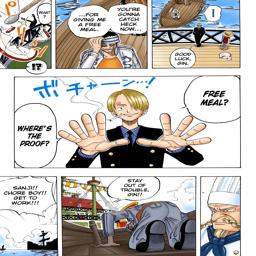 WHAT?
...FOR
GIVING ME
A FREE
MEAL.
YOU'RE
GONNA
CATCH
HECK
NOW...
!
GOOD
LUCK,
GIN.
!?
ボーチャーン…!
FREE
MEAL?
WHERE'S
THE
PROOF?
SANJI!!
CHORE BOY!!
GET TO
WORK!!!
STAY
OUT OF
TROUBLE,
GIN!!